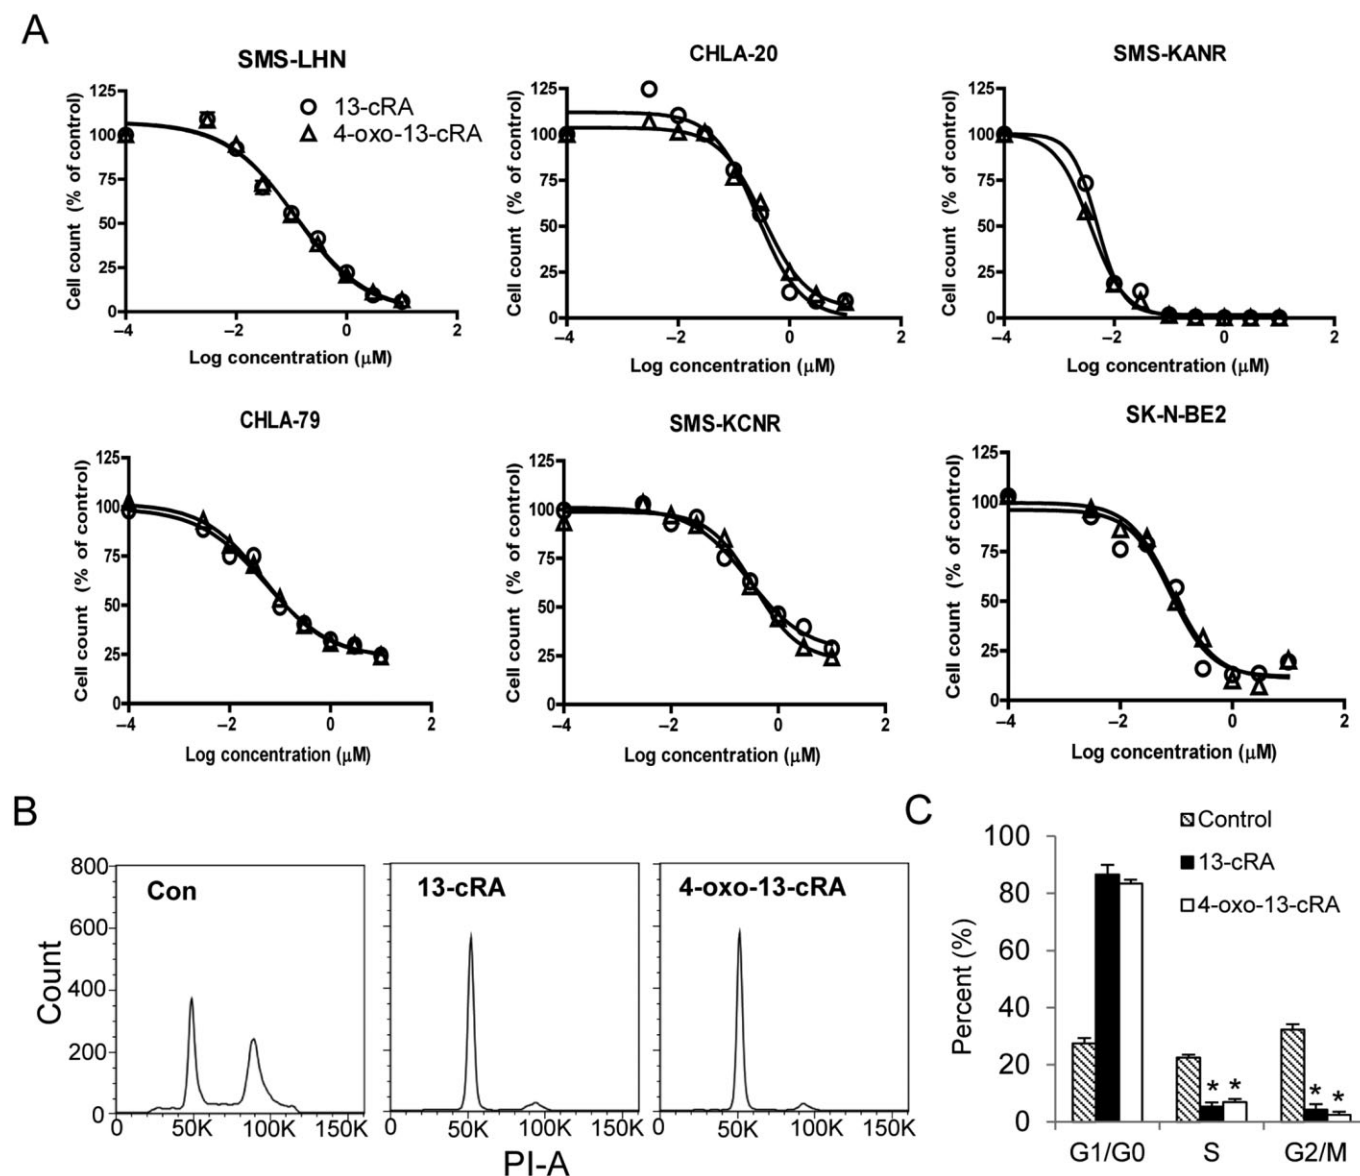 A
SMS-LHN
Cell count (% of control)
125
100
75
50
25
0
−4
−2
0
2
Log concentration (μM)
13-cRA
4-oxo-13-cRA
CHLA-20
Cell count (% of control)
125
100
75
50
25
0
−4
−2
0
2
Log concentration (μM)
SMS-KANR
Cell count (% of control)
125
100
75
50
25
0
−4
−2
0
2
Log concentration (μM)
CHLA-79
Cell count (% of control)
125
100
75
50
25
0
−4
−2
0
2
Log concentration (μM)
SMS-KCNR
Cell count (% of control)
125
100
75
50
25
0
−4
−2
0
2
Log concentration (μM)
SK-N-BE2
Cell count (% of control)
125
100
75
50
25
0
−4
−2
0
2
Log concentration (μM)
B
Count
800
600
400
200
0
Con
0
50K
100K
150K
13-cRA
0
50K
100K
150K
4-oxo-13-cRA
0
50K
100K
150K
PI-A
C
Control
13-cRA
4-oxo-13-cRA
Percent (%)
100
80
60
40
20
0
* *
* *
G1/G0
S
G2/M